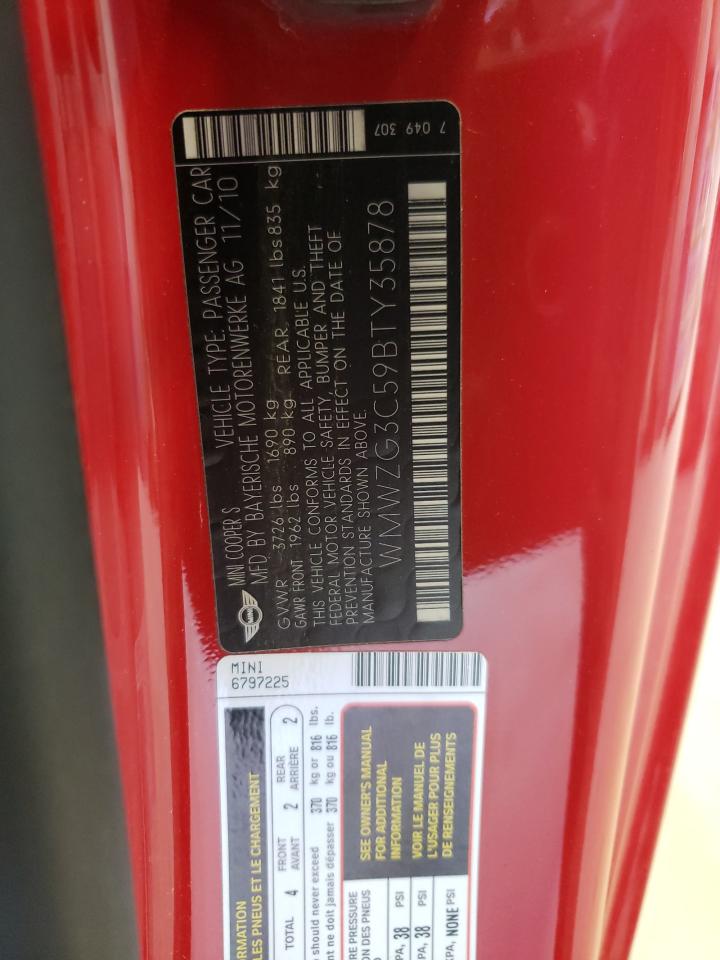 7 049 307
MINI
MINI COOPER S VEHICLE TYPE: PASSENGER CAR
MFD BY BAYERISCHE MOTORENWERKE AG 11/10
GVWR 3726 lbs 1690 kg
GAWR FRONT 1962 lbs 890 kg REAR 1841 lbs 835 kg
THIS VEHICLE CONFORMS TO ALL APPLICABLE U.S.
FEDERAL MOTOR VEHICLE SAFETY, BUMPER AND THEFT
PREVENTION STANDARDS IN EFFECT ON THE DATE OF
MANUFACTURE SHOWN ABOVE.
WMWZG3C59BTY35878
MINI
6797225
ORMATION
LES PNEUS ET LE CHARGEMENT
TOTAL 4 FRONT AVANT 2 REAR ARRIÈRE 2
should never exceed 370 kg or 816 lbs.
nt ne doit jamais dépasser 370 kg ou 816 lb.
RE PRESSURE
ION DES PNEUS
PA, 38 PSI
PA, 38 PSI
KPA, NONE PSI
SEE OWNER'S MANUAL
FOR ADDITIONAL
INFORMATION
VOIR LE MANUEL DE
L'USAGER POUR PLUS
DE RENSEIGNEMENTS